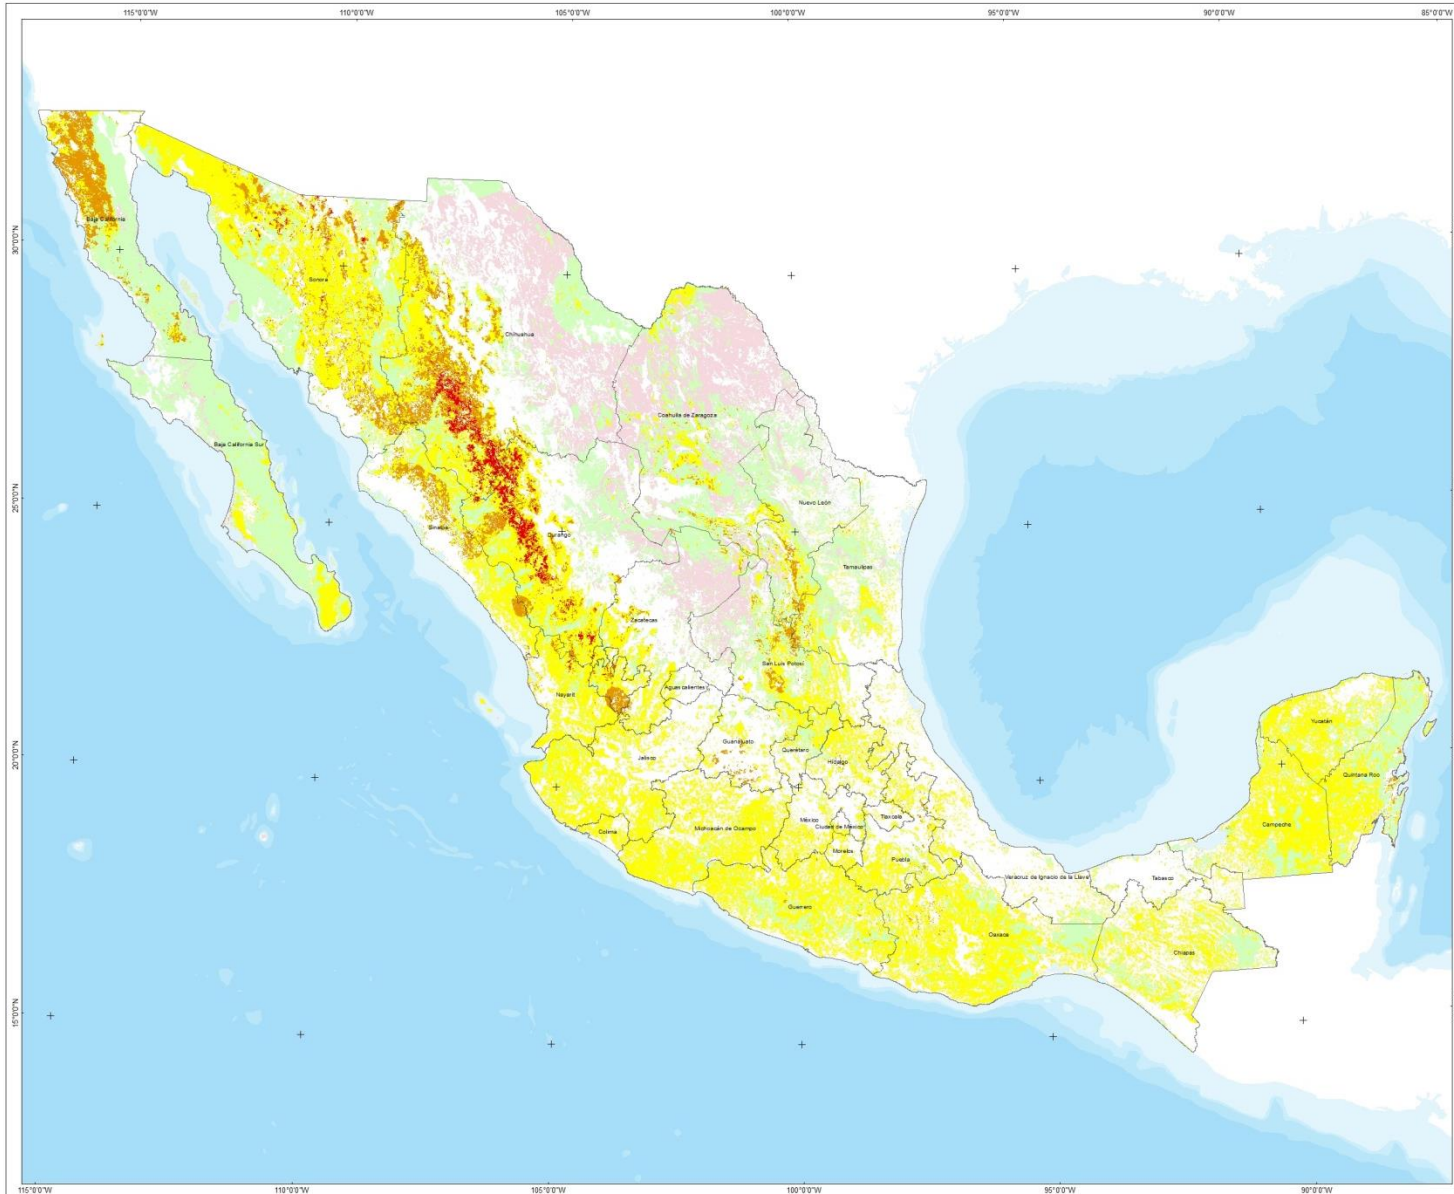 115°0'0"W 110°0'0"W 105°0'0"W 100°0'0"W 95°0'0"W 90°0'0"W 85°0'0"W
Baja California
30°0'0"N
Sonora
Chihuahua
Coahuila de Zaragoza
Baja California Sur
25°0'0"N
Nuevo León
Sinaloa
Durango
Tamaulipas
Zacatecas
San Luis Potosí
Nayarit
Aguascalientes
Yucatán
20°0'0"N
Guanajuato
Querétaro
Jalisco
Hidalgo
Quintana Roo
México
Tlaxcala
Colima
Michoacán de Ocampo
Ciudad de México
Campeche
Morelos
Puebla
Veracruz de Ignacio de la Llave
Tabasco
Guerrero
Oaxaca
Chiapas
15°0'0"N
115°0'0"W 110°0'0"W 105°0'0"W 100°0'0"W 95°0'0"W 90°0'0"W